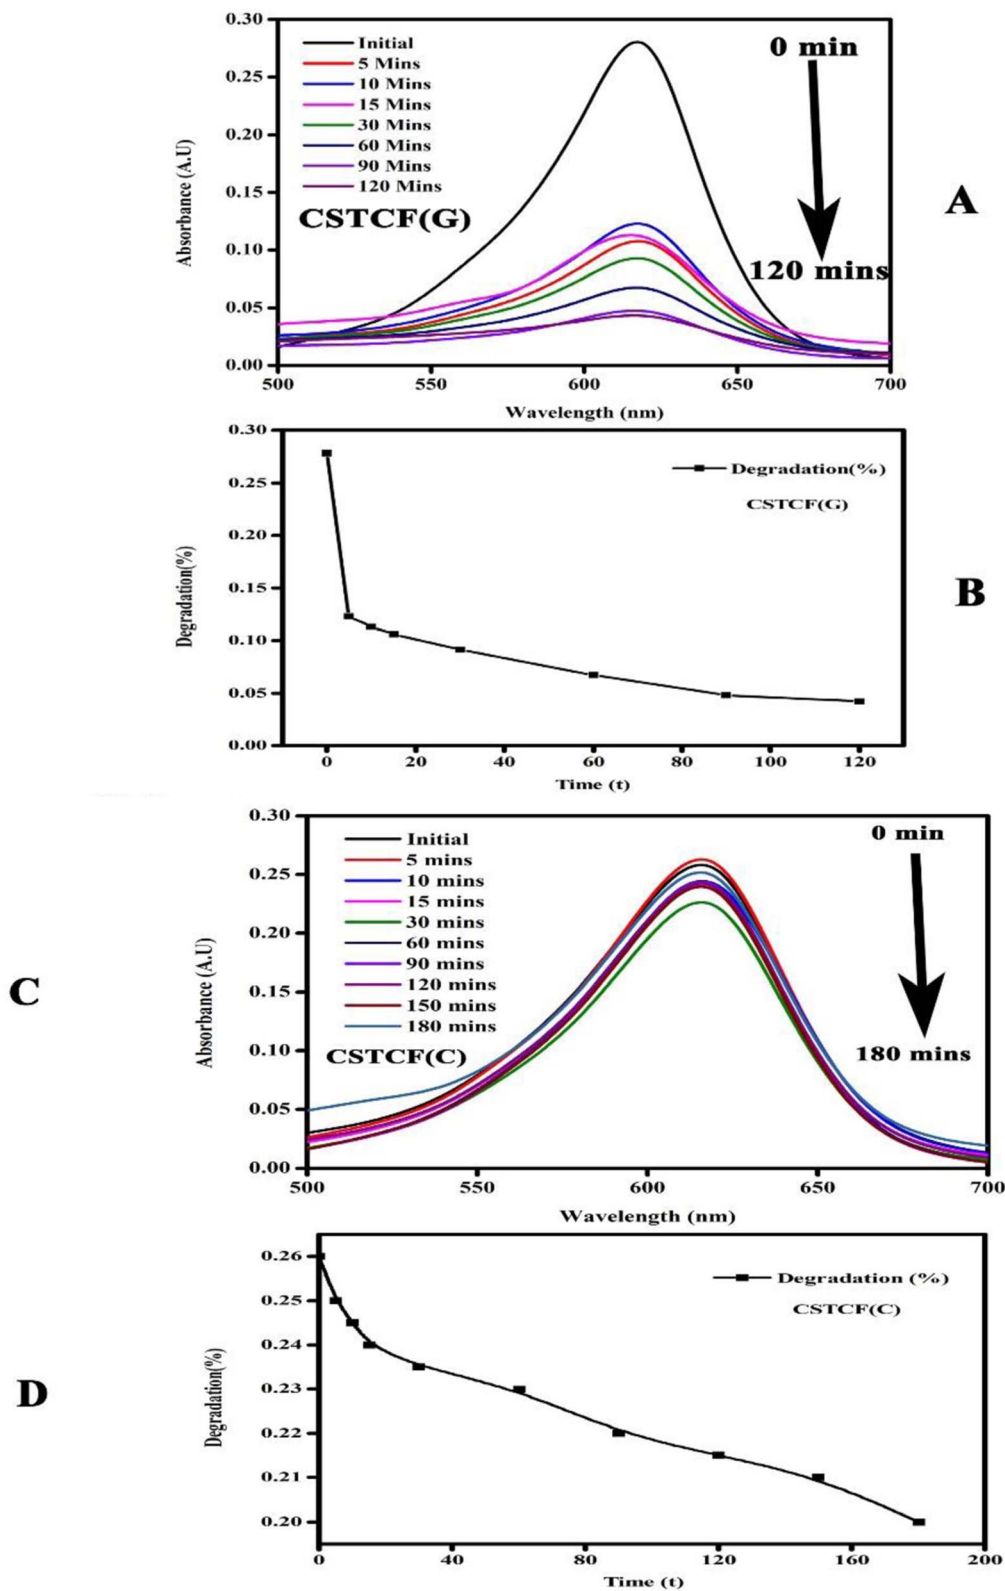 0.30
0.25
0.20
0.15
0.10
0.05
0.00
Absorbance (A.U)
Initial
5 Mins
10 Mins
15 Mins
30 Mins
60 Mins
90 Mins
120 Mins
CSTCF(G)
0 min
120 mins
A
500 550 600 650 700
Wavelength (nm)
0.30
0.25
0.20
0.15
0.10
0.05
0.00
Degradation(%)
Degradation(%)
CSTCF(G)
B
0 20 40 60 80 100 120
Time (t)
0.30
0.25
0.20
0.15
0.10
0.05
0.00
Absorbance (A.U)
Initial
5 mins
10 mins
15 mins
30 mins
60 mins
90 mins
120 mins
150 mins
180 mins
CSTCF(C)
0 min
180 mins
C
500 550 600 650 700
Wavelength (nm)
0.26
0.25
0.24
0.23
0.22
0.21
0.20
Degradation(%)
Degradation (%)
CSTCF(C)
D
0 40 80 120 160 200
Time (t)